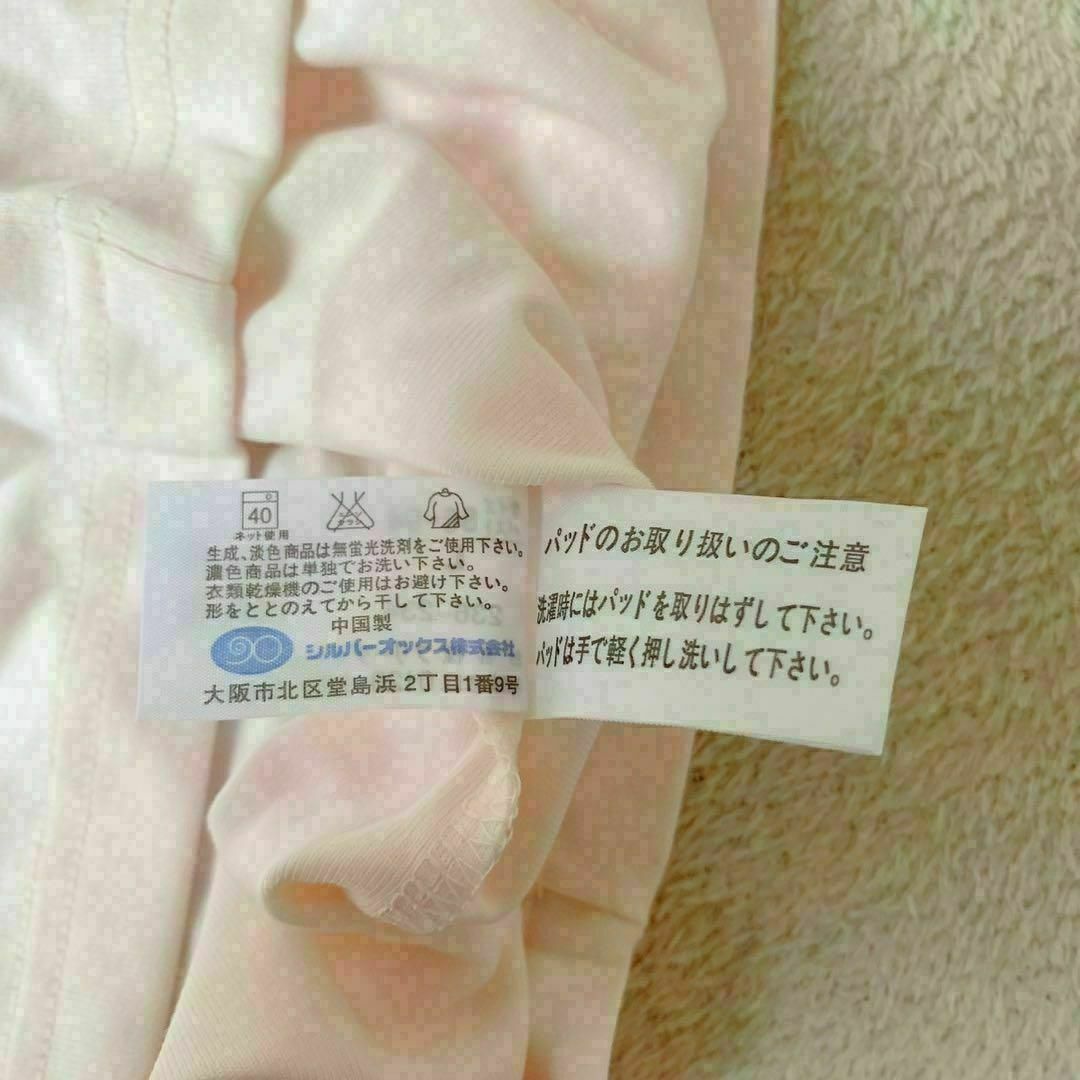 40
ネット使用
生成、淡色商品は無蛍光洗剤をご使用下さい。
濃色商品は単独でお洗い下さい。
衣類乾燥機のご使用はお避け下さい。
形をととのえてから干して下さい。
中国製
シルバーオックス株式会社
大阪市北区堂島浜2丁目1番9号
パッドのお取り扱いのご注意
洗濯時にはパッドを取りはずして下さい。
パッドは手で軽く押し洗いして下さい。